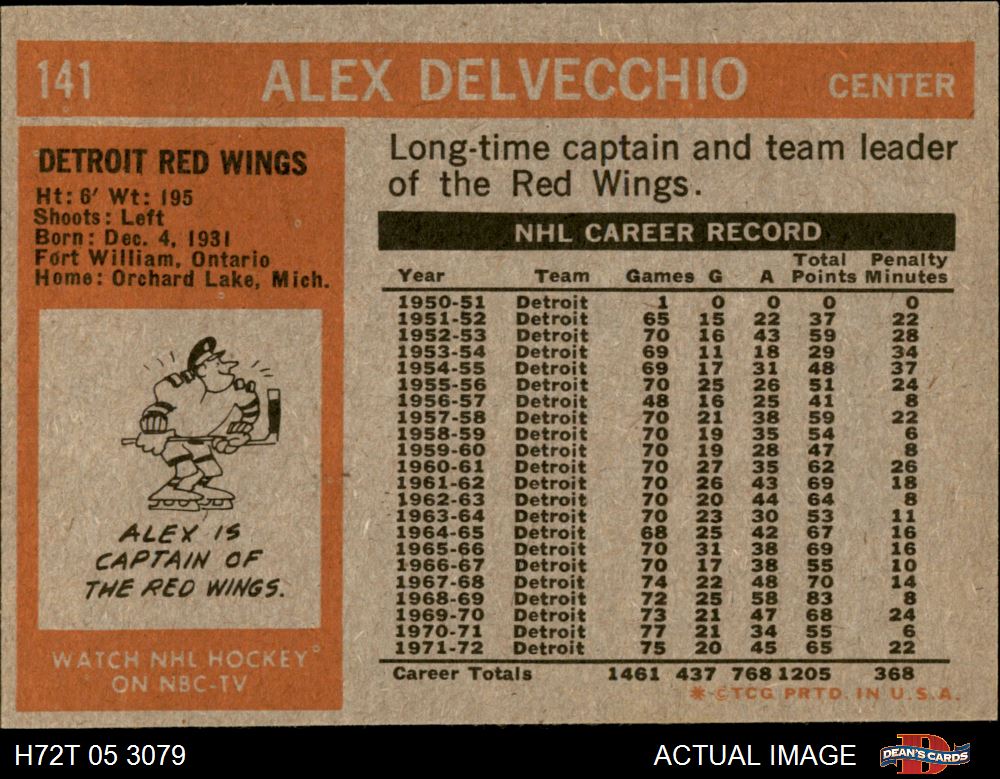 141 ALEX DELVECCHIO CENTER
DETROIT RED WINGS
Ht: 6' Wt: 195
Shoots: Left
Born: Dec. 4, 1931
Fort William, Ontario
Home: Orchard Lake, Mich.
ALEX IS
CAPTAIN OF
THE RED WINGS.
WATCH NHL HOCKEY
ON NBC-TV
Long-time captain and team leader
of the Red Wings.
NHL CAREER RECORD
Year Team Games G A Total Points Penalty Minutes
1950-51 Detroit 1 0 0 0 0
1951-52 Detroit 65 15 22 37 22
1952-53 Detroit 70 16 43 59 28
1953-54 Detroit 69 11 18 29 34
1954-55 Detroit 69 17 31 48 37
1955-56 Detroit 70 25 26 51 24
1956-57 Detroit 48 16 25 41 8
1957-58 Detroit 70 21 38 59 22
1958-59 Detroit 70 19 35 54 6
1959-60 Detroit 70 19 28 47 8
1960-61 Detroit 70 27 35 62 26
1961-62 Detroit 70 26 43 69 18
1962-63 Detroit 70 20 44 64 8
1963-64 Detroit 70 23 30 53 11
1964-65 Detroit 68 25 42 67 16
1965-66 Detroit 70 31 38 69 16
1966-67 Detroit 70 17 38 55 10
1967-68 Detroit 74 22 48 70 14
1968-69 Detroit 72 25 58 83 8
1969-70 Detroit 73 21 47 68 24
1970-71 Detroit 77 21 34 55 6
1971-72 Detroit 75 20 45 65 22
Career Totals 1461 437 768 1205 368
* © TCG PRTD. IN U.S.A.
H72T 05 3079 ACTUAL IMAGE DEAN'S CARDS